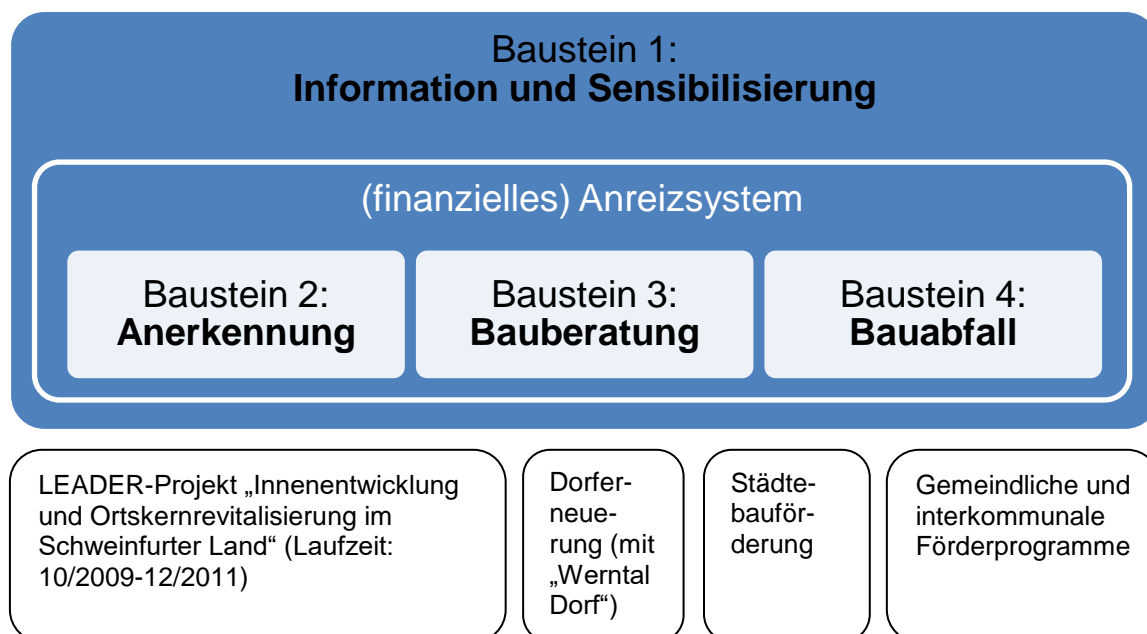 Baustein 1:
Information und Sensibilisierung
(finanzielles) Anreizsystem
Baustein 2:
Anerkennung
Baustein 3:
Bauberatung
Baustein 4:
Bauabfall
LEADER-Projekt „Innenentwicklung
und Ortskernrevitalisierung im
Schweinfurter Land“ (Laufzeit:
10/2009-12/2011)
Dorfer-
neue-
rung (mit
„Werntal
Dorf“)
Städte-
bauför-
derung
Gemeindliche und
interkommunale
Förderprogramme